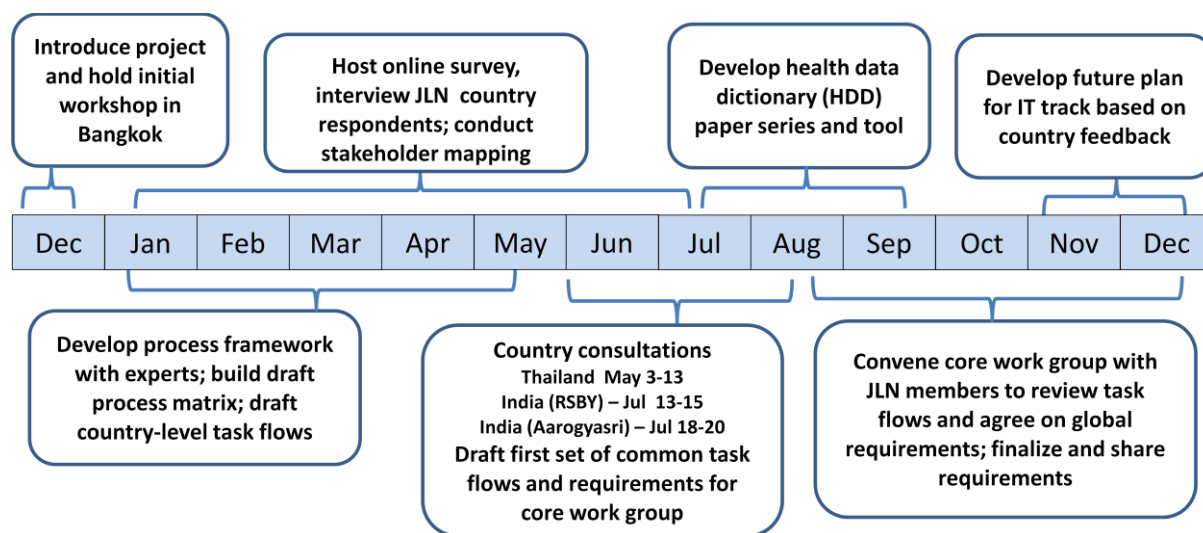 Introduce project
and hold initial
workshop in
Bangkok
Host online survey,
interview JLN country
respondents; conduct
stakeholder mapping
Develop health data
dictionary (HDD)
paper series and tool
Develop future plan
for IT track based on
country feedback
Dec Jan Feb Mar Apr May Jun Jul Aug Sep Oct Nov Dec
Develop process framework
with experts; build draft
process matrix; draft
country-level task flows
Country consultations
Thailand May 3-13
India (RSBY) – Jul 13-15
India (Aarogyasri) – Jul 18-20
Draft first set of common task
flows and requirements for
core work group
Convene core work group with
JLN members to review task
flows and agree on global
requirements; finalize and share
requirements